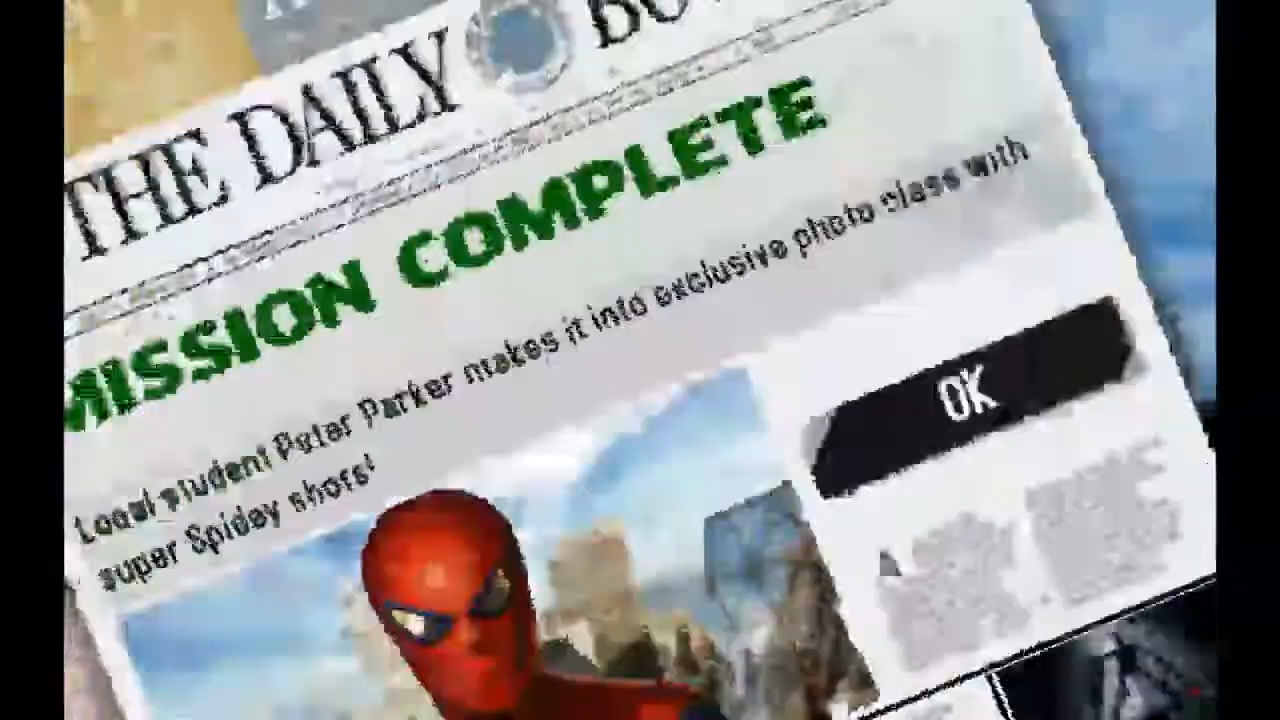 THE DAILY
MISSION COMPLETE
Local student Peter Parker makes it into exclusive photo class with
super Spidey shots!
OK